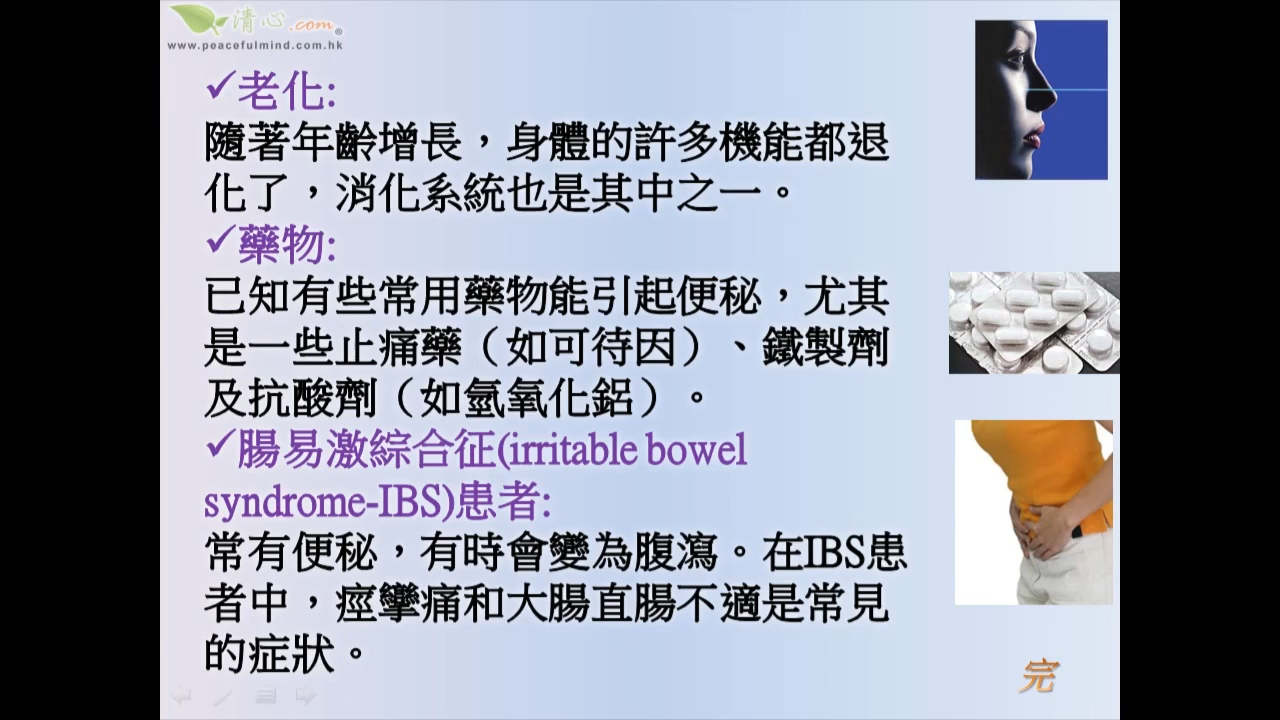 清心.com®
www.peacefulmind.com.hk
✓老化:
隨著年齡增長，身體的許多機能都退
化了，消化系統也是其中之一。
✓藥物:
已知有些常用藥物能引起便秘，尤其
是一些止痛藥（如可待因）、鐵製劑
及抗酸劑（如氫氧化鋁）。
✓腸易激綜合征(irritable bowel
syndrome-IBS)患者:
常有便秘，有時會變為腹瀉。在IBS患
者中，痙攣痛和大腸直腸不適是常見
的症狀。
完